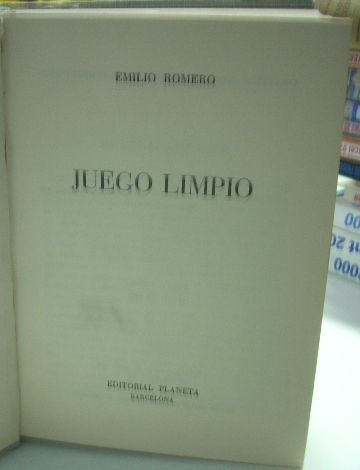 EMILIO ROMERO
JUEGO LIMPIO
EDITORIAL PLANETA
BARCELONA